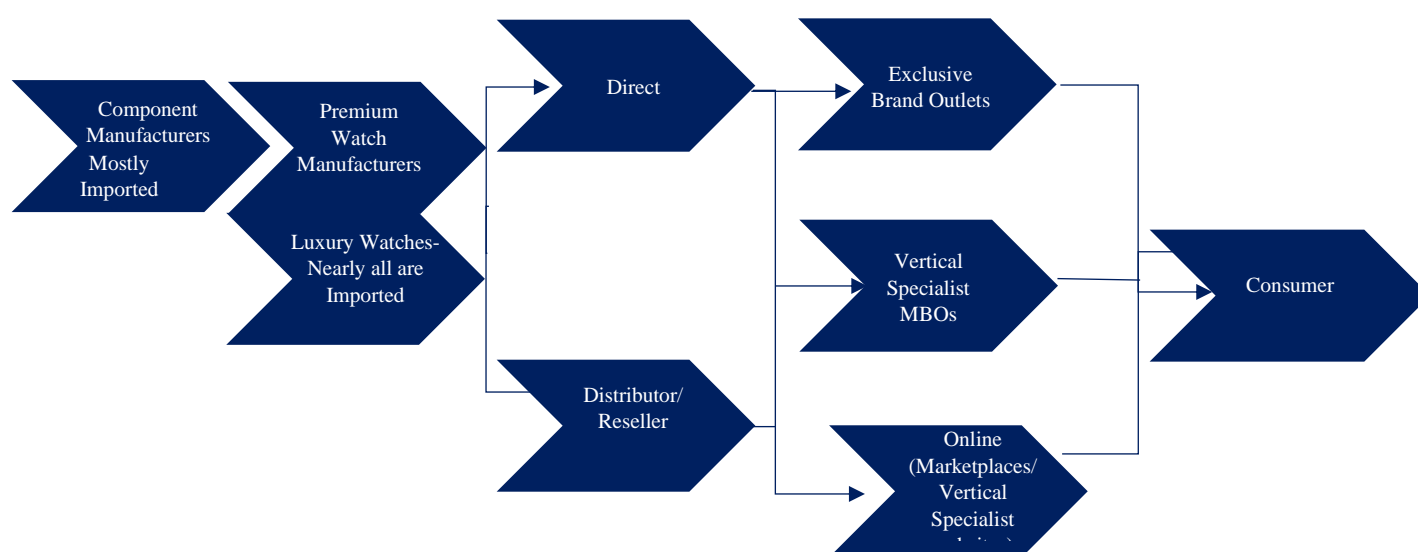 Component
Manufacturers
Mostly
Imported
Premium
Watch
Manufacturers
Luxury Watches-
Nearly all are
Imported
Direct
Distributor/
Reseller
Exclusive
Brand Outlets
Vertical
Specialist
MBOs
Online
(Marketplaces/
Vertical
Specialist
Consumer